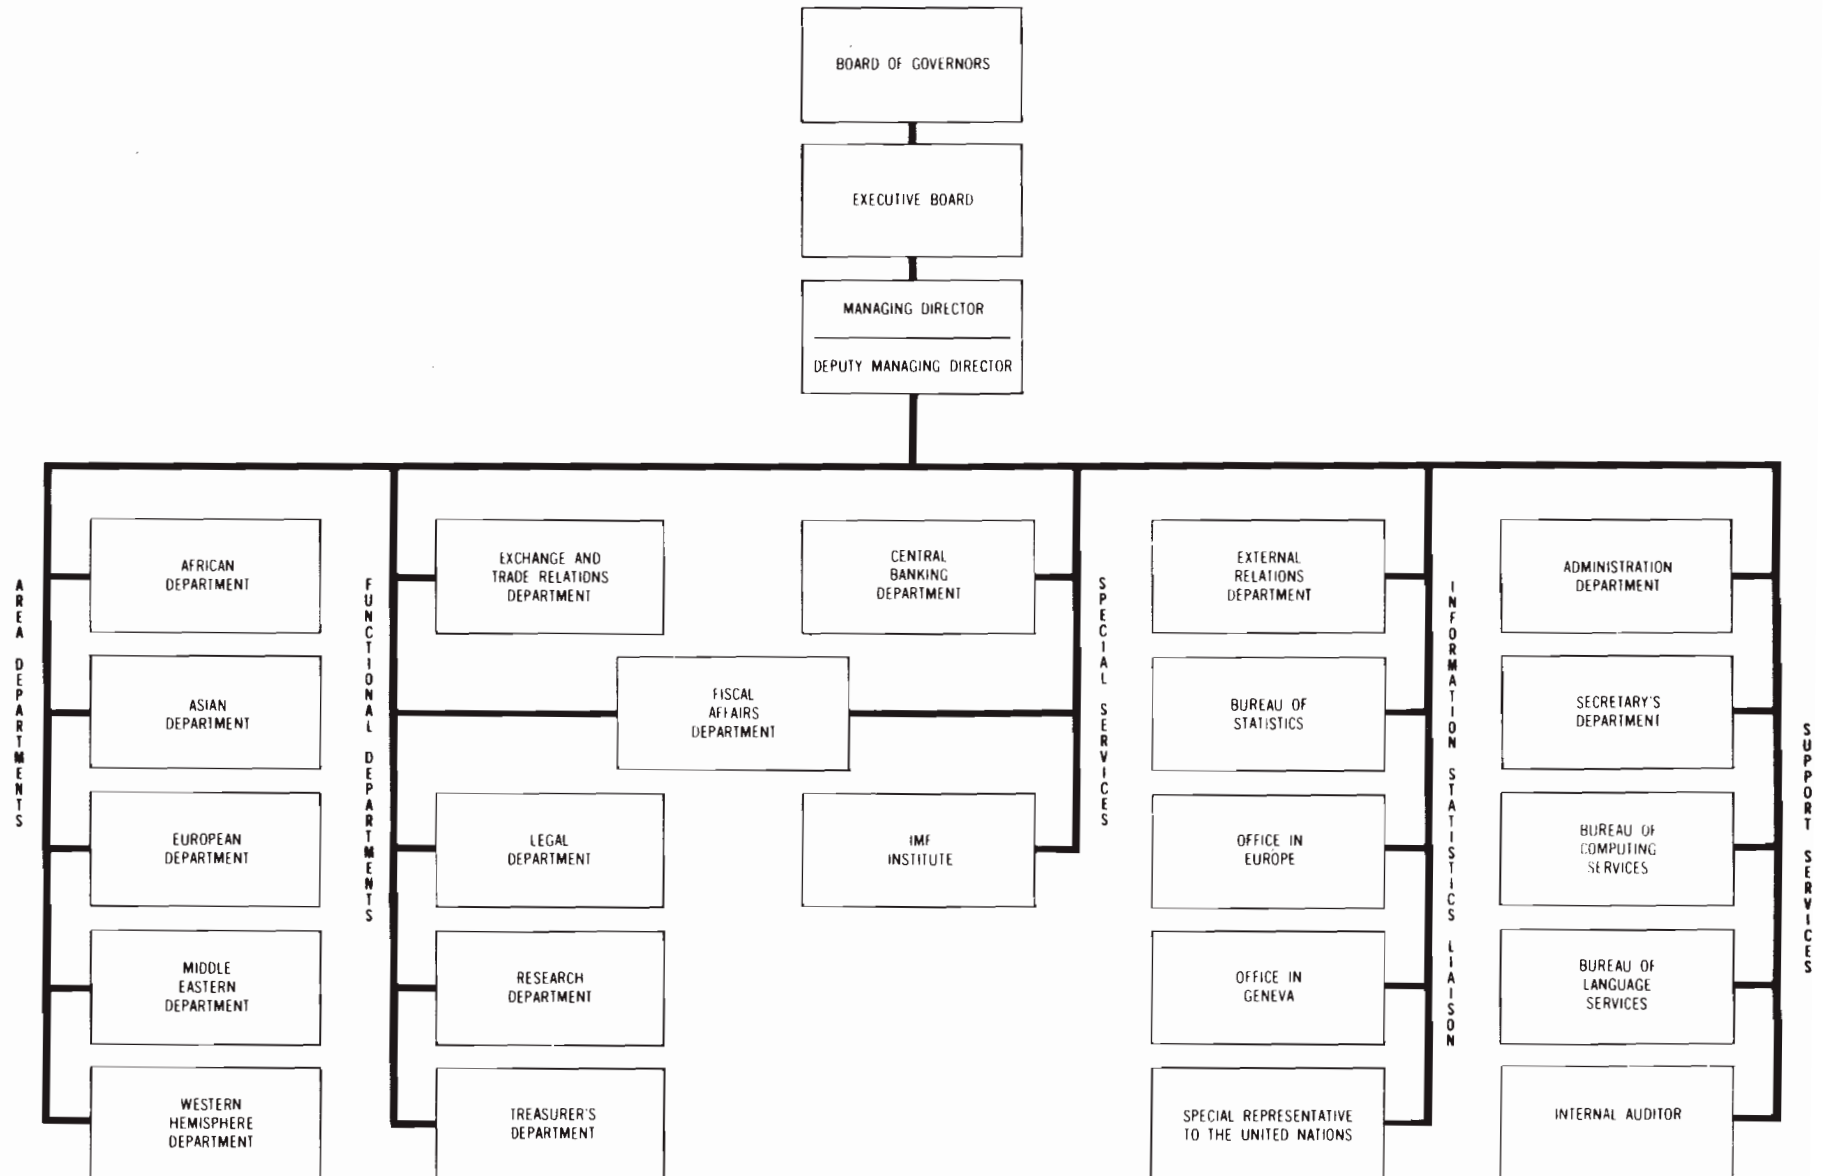 BOARD OF GOVERNORS
EXECUTIVE BOARD
MANAGING DIRECTOR
DEPUTY MANAGING DIRECTOR
AREA DEPARTMENTS
AFRICAN
DEPARTMENT
ASIAN
DEPARTMENT
EUROPEAN
DEPARTMENT
MIDDLE
EASTERN
DEPARTMENT
WESTERN
HEMISPHERE
DEPARTMENT
FUNCTIONAL DEPARTMENTS
EXCHANGE AND
TRADE RELATIONS
DEPARTMENT
FISCAL
AFFAIRS
DEPARTMENT
LEGAL
DEPARTMENT
RESEARCH
DEPARTMENT
TREASURER'S
DEPARTMENT
CENTRAL
BANKING
DEPARTMENT
IMF
INSTITUTE
SPECIAL SERVICES
EXTERNAL
RELATIONS
DEPARTMENT
BUREAU OF
STATISTICS
OFFICE IN
EUROPE
OFFICE IN
GENEVA
SPECIAL REPRESENTATIVE
TO THE UNITED NATIONS
INFORMATION STATISTICS LIAISON
ADMINISTRATION
DEPARTMENT
SECRETARY'S
DEPARTMENT
BUREAU OF
COMPUTING
SERVICES
BUREAU OF
LANGUAGE
SERVICES
INTERNAL AUDITOR
SUPPORT SERVICES